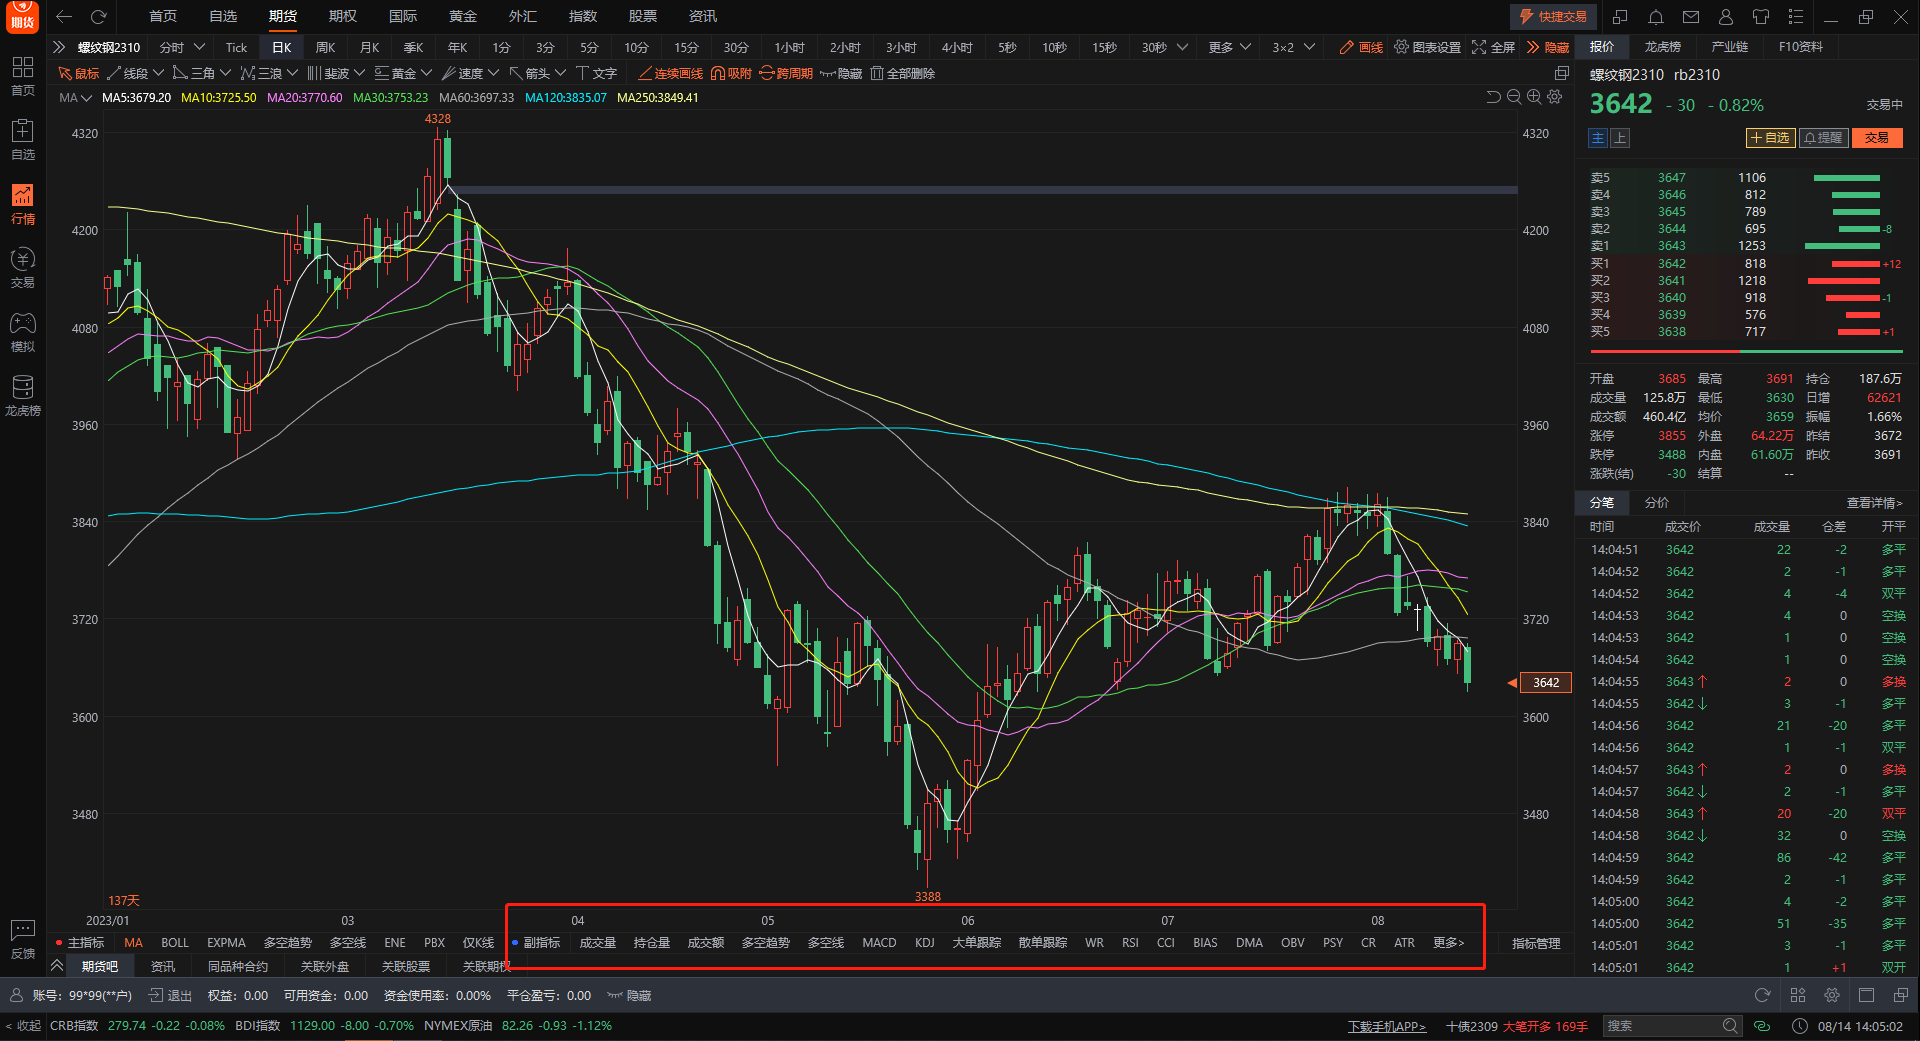 期货
首页 自选 期货 期权 国际 黄金 外汇 指数 股票 资讯
快捷交易
螺纹钢2310 分时 Tick 日K 周K 月K 季K 年K 1分 3分 5分 10分 15分 30分 1小时 2小时 3小时 4小时 5秒 10秒 15秒 30秒 更多 3×2 画线 图表设置 全屏 隐藏
报价 龙虎榜 产业链 F10资料
鼠标 线段 三角 三浪 斐波 黄金 速度 箭头 文字 连续画线 吸附 跨周期 隐藏 全部删除
MA MA5:3679.20 MA10:3725.50 MA20:3770.60 MA30:3753.23 MA60:3697.33 MA120:3835.07 MA250:3849.41
首页
自选
行情
交易
模拟
龙虎榜
反馈
4328
4320 4320
4200 4200
4080 4080
3960 3960
3840 3840
3720 3720
3642
3600 3600
3480 3480
137天
3388
2023/01 03 04 05 06 07 08
主指标 MA BOLL EXPMA 多空趋势 多空线 ENE PBX 仅K线 副指标 成交量 持仓量 成交额 多空趋势 多空线 MACD KDJ 大单跟踪 散单跟踪 WR RSI CCI BIAS DMA OBV PSY CR ATR 更多> 指标管理
期货吧 资讯 同品种合约 关联外盘 关联股票 关联期权
螺纹钢2310 rb2310
3642 -30 -0.82% 交易中
主 上 +自选 提醒 交易
卖5 3647 1106
卖4 3646 812
卖3 3645 789
卖2 3644 695 -8
卖1 3643 1253
买1 3642 818 +12
买2 3641 1218
买3 3640 918 -1
买4 3639 576
买5 3638 717 +1
开盘 3685 最高 3691 持仓 187.6万
成交量 125.8万 最低 3630 日增 62621
成交额 460.4亿 均价 3659 振幅 1.66%
涨停 3855 外盘 64.22万 昨结 3672
跌停 3488 内盘 61.60万 昨收 3691
涨跌(结) -30 结算 --
分笔 分价 查看详情>
时间 成交价 成交量 仓差 开平
14:04:51 3642 22 -2 多平
14:04:52 3642 2 -1 多平
14:04:52 3642 4 -4 双平
14:04:53 3642 4 0 空换
14:04:53 3642 1 0 空换
14:04:54 3642 1 0 空换
14:04:55 3643↑ 2 0 多换
14:04:55 3642↓ 3 -1 多平
14:04:56 3642 21 -20 多平
14:04:56 3642 1 -1 双平
14:04:57 3643↑ 2 0 多换
14:04:57 3642↓ 2 -1 多平
14:04:58 3643↑ 20 -20 双平
14:04:58 3642↓ 32 0 空换
14:04:59 3642 86 -42 多平
14:04:59 3642 2 -1 多平
14:05:00 3642 4 -2 多平
14:05:00 3642 51 -35 多平
14:05:01 3642 3 -1 多平
14:05:01 3642 1 +1 双开
账号：99*99(**户) 退出 权益：0.00 可用资金：0.00 资金使用率：0.00% 平仓盈亏：0.00 隐藏
< 收起 CRB指数 279.74 -0.22 -0.08% BDI指数 1129.00 -8.00 -0.70% NYMEX原油 82.26 -0.93 -1.12% 下载手机APP> 十债2309 大笔开多 169手 搜索 08/14 14:05:02